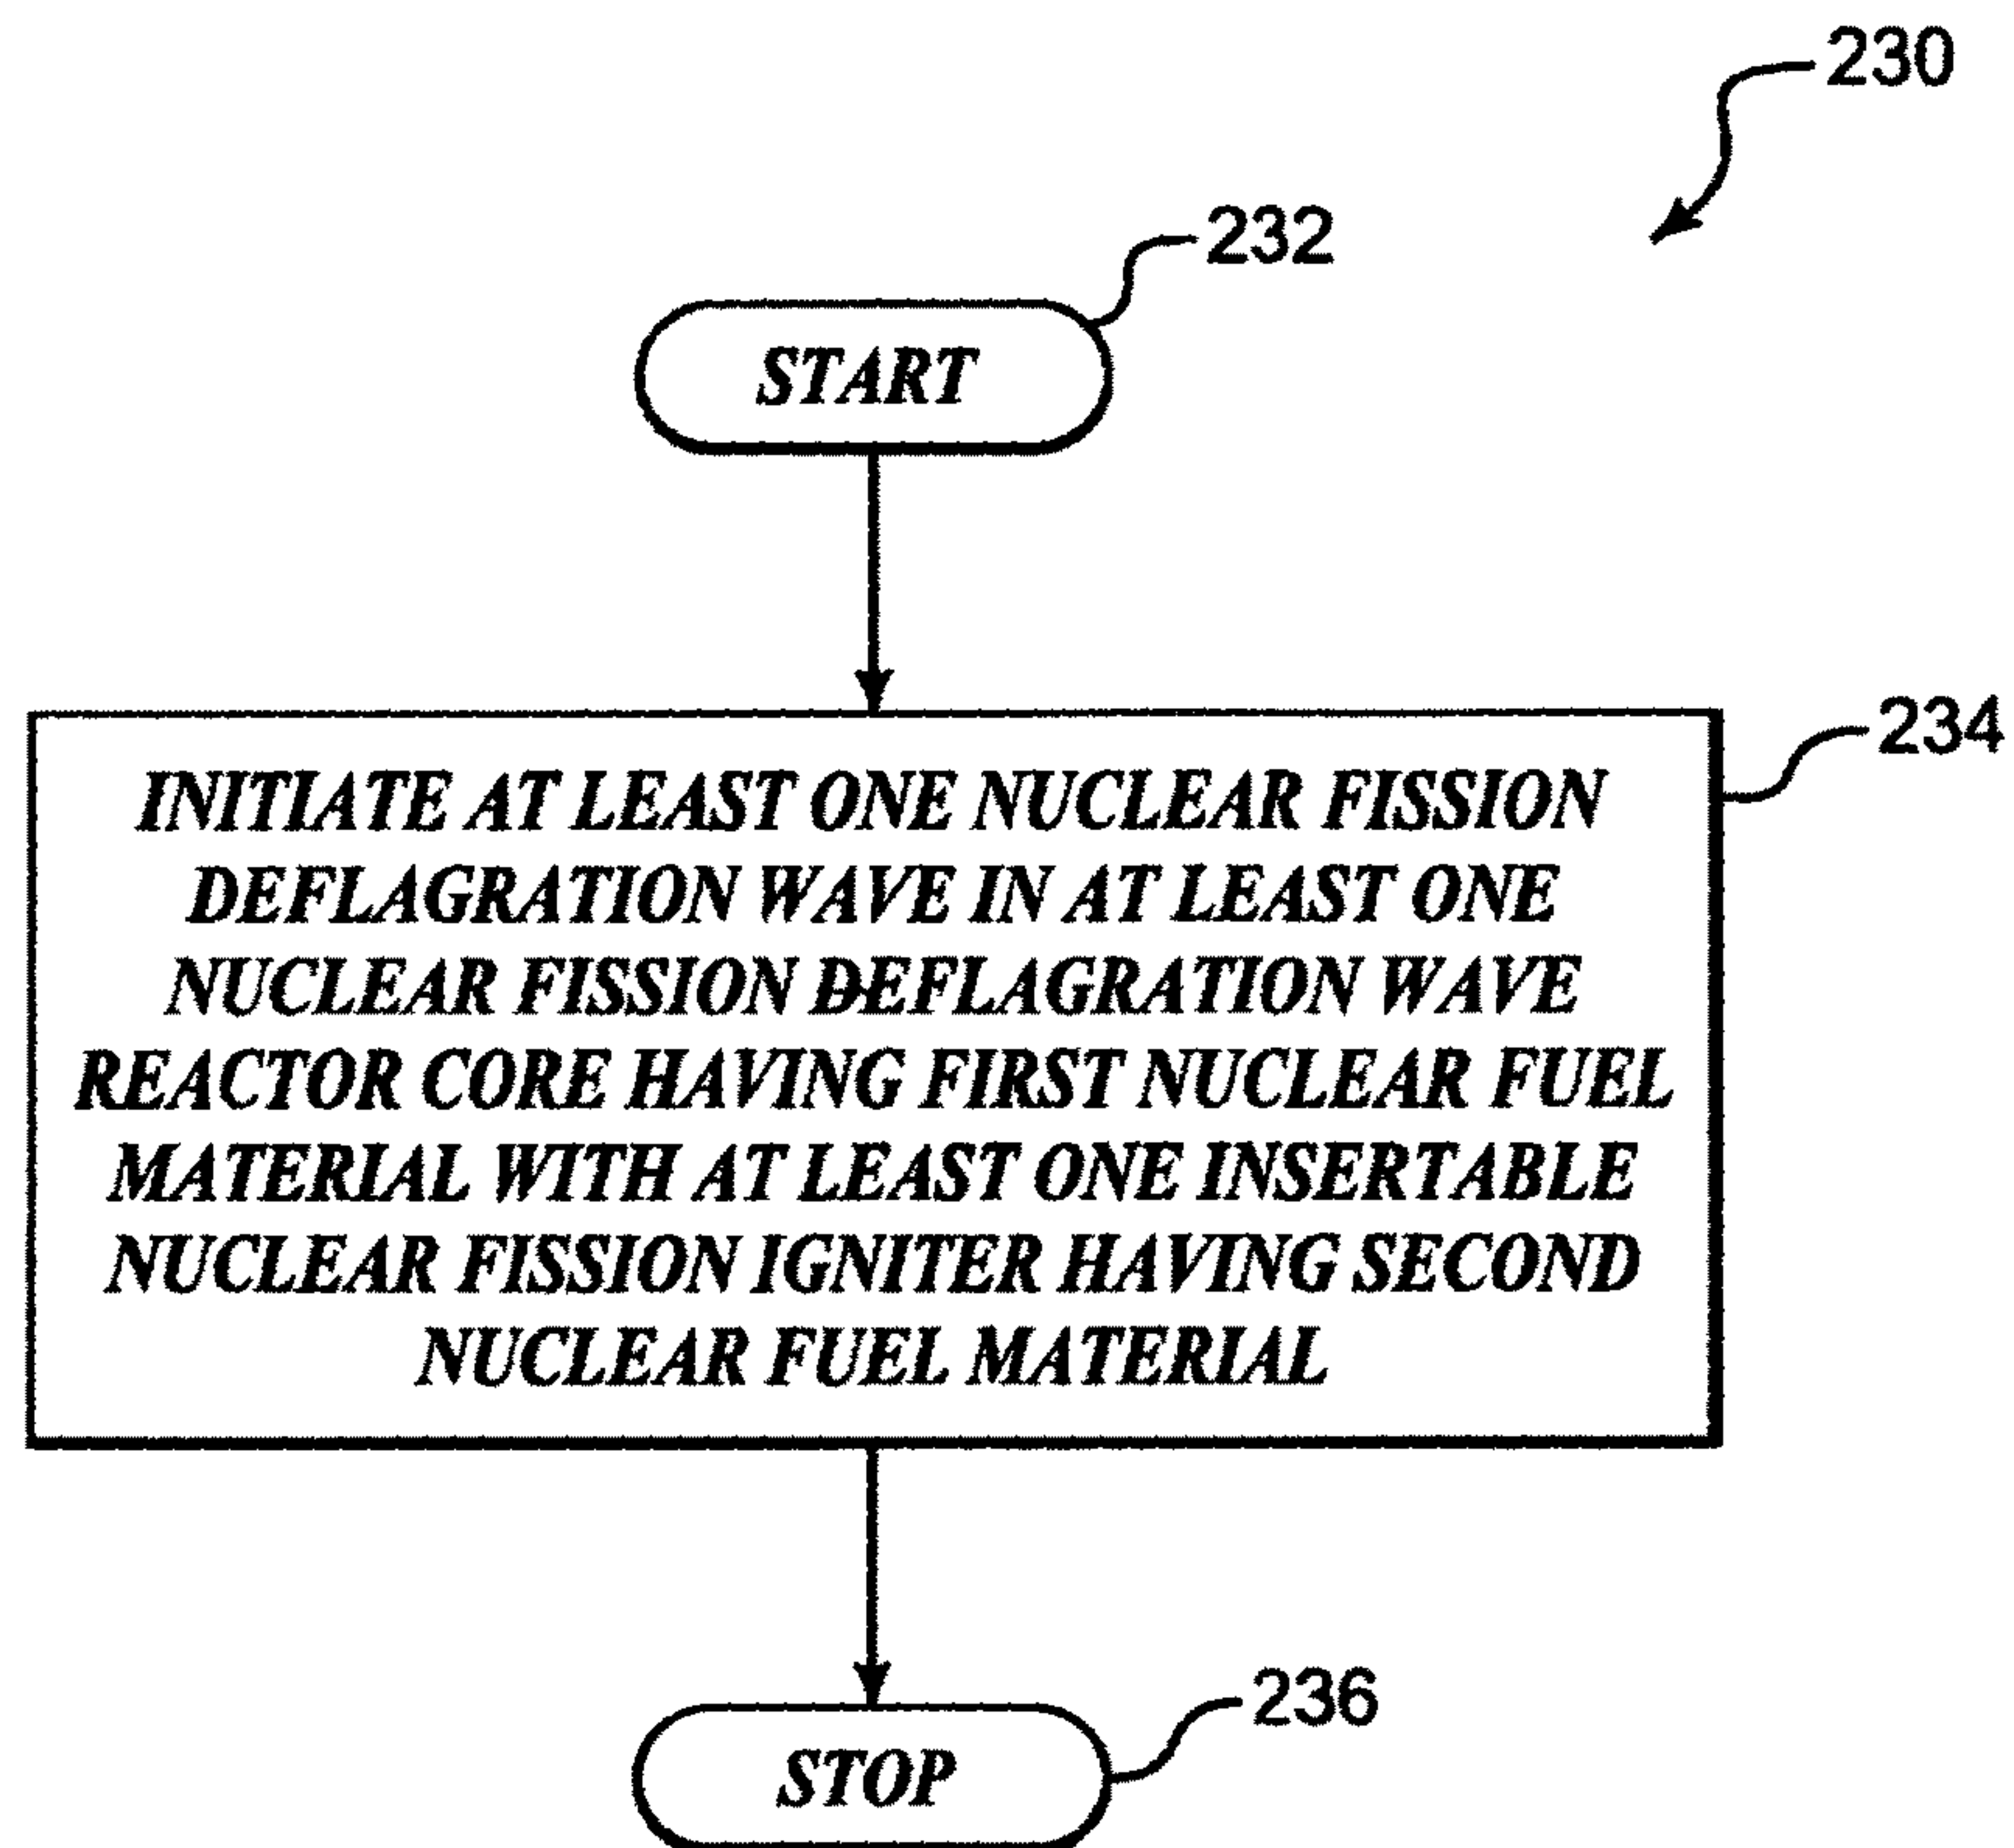 230
232
START
234
INITIATE AT LEAST ONE NUCLEAR FISSION
DEFLAGRATION WAVE IN AT LEAST ONE
NUCLEAR FISSION DEFLAGRATION WAVE
REACTOR CORE HAVING FIRST NUCLEAR FUEL
MATERIAL WITH AT LEAST ONE INSERTABLE
NUCLEAR FISSION IGNITER HAVING SECOND
NUCLEAR FUEL MATERIAL
236
STOP